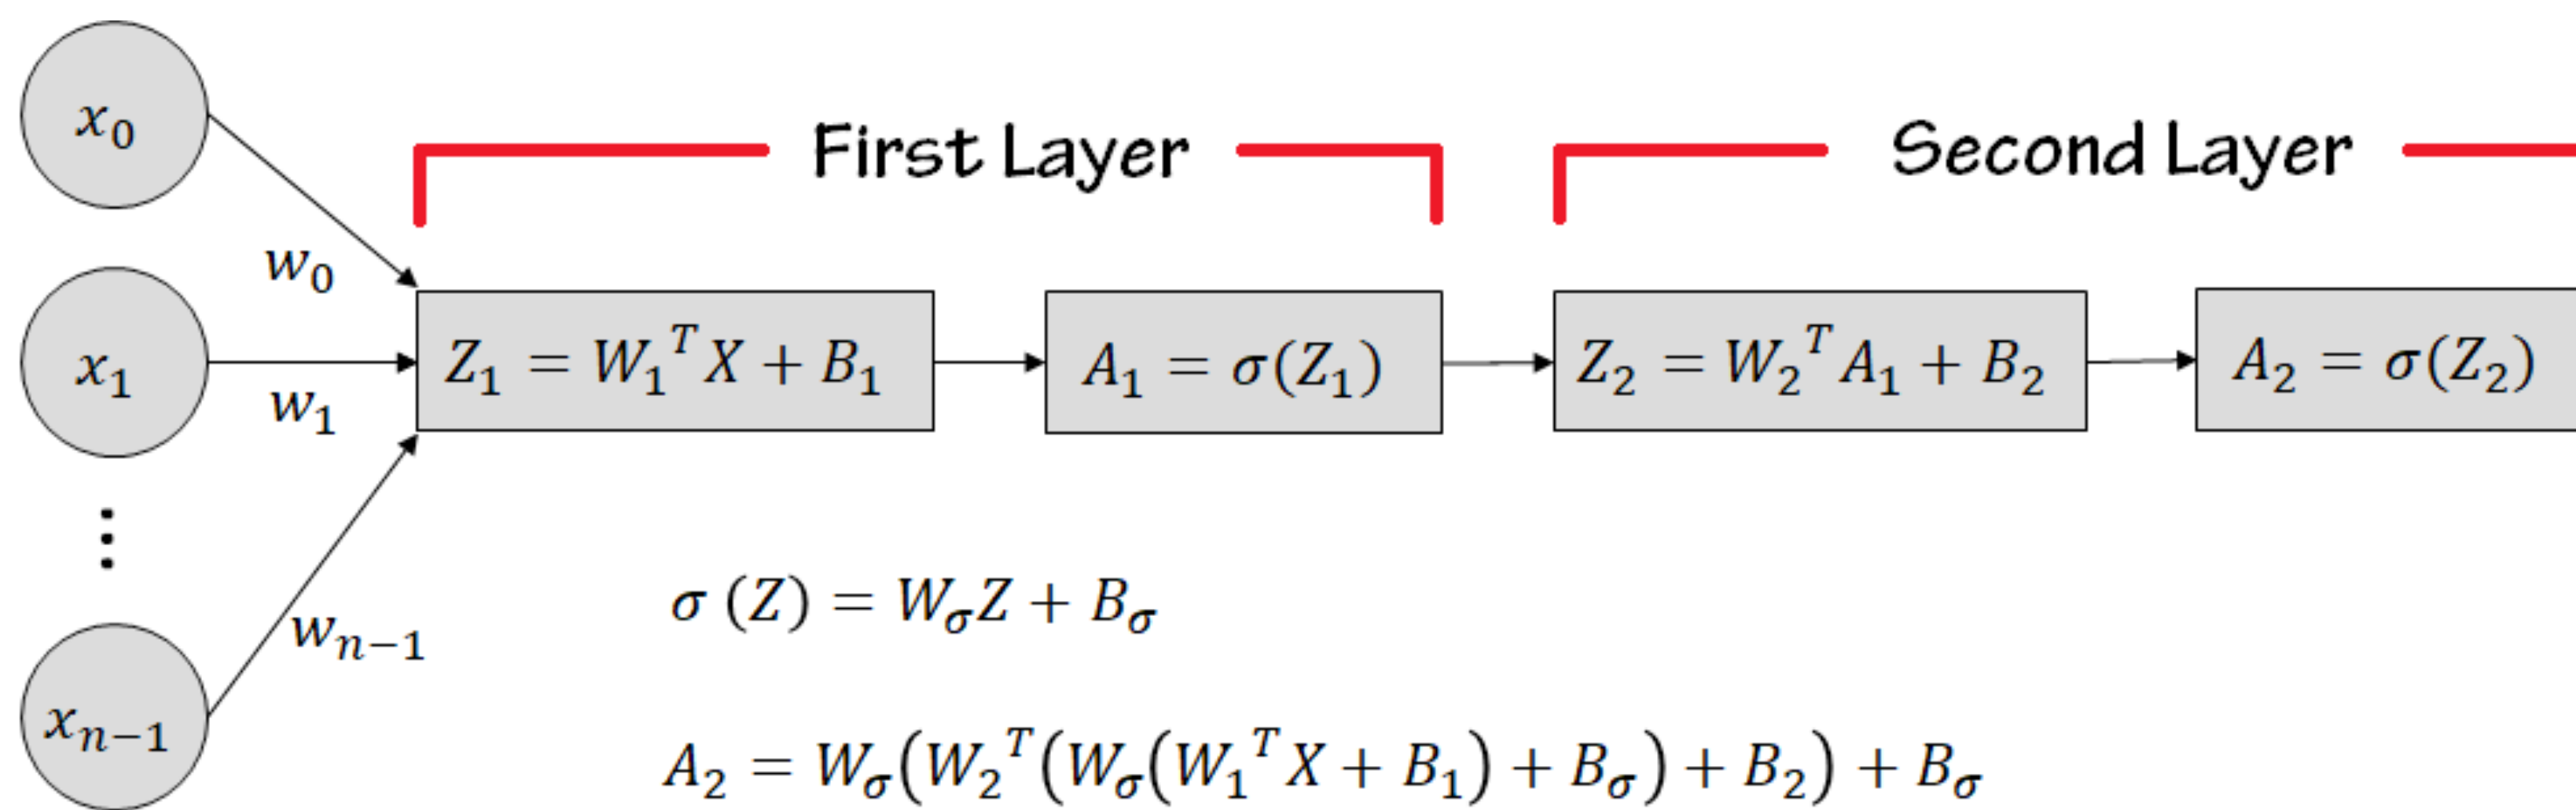 x₀
First Layer
Second Layer
w₀
x₁
w₁
Z₁ = W₁ᵀX + B₁
A₁ = σ(Z₁)
Z₂ = W₂ᵀA₁ + B₂
A₂ = σ(Z₂)
⋮
wₙ₋₁
xₙ₋₁
σ (Z) = W_σZ + B_σ
A₂ = W_σ(W₂ᵀ(W_σ(W₁ᵀX + B₁) + B_σ) + B₂) + B_σ